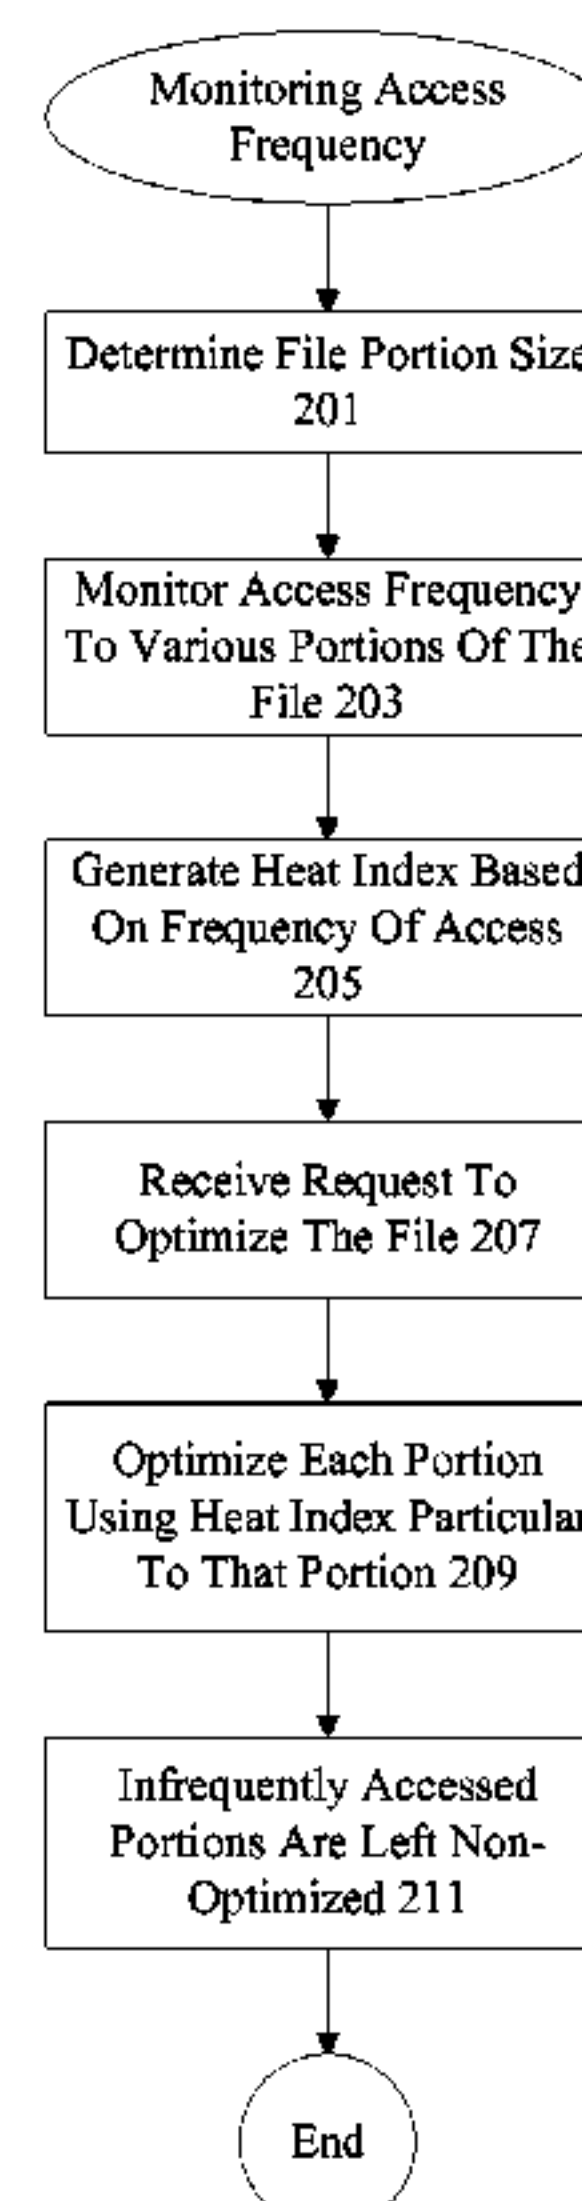 Monitoring Access
Frequency
Determine File Portion Size
201
Monitor Access Frequency
To Various Portions Of The
File 203
Generate Heat Index Based
On Frequency Of Access
205
Receive Request To
Optimize The File 207
Optimize Each Portion
Using Heat Index Particular
To That Portion 209
Infrequently Accessed
Portions Are Left Non-
Optimized 211
End